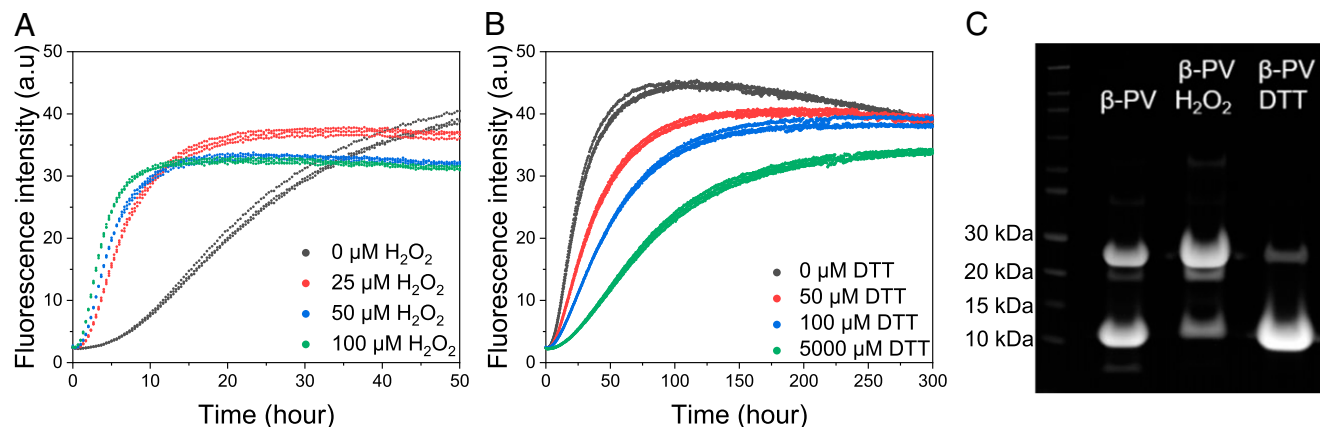 A
Fluorescence intensity (a.u)
50
40
30
20
10
0
0 μM H₂O₂
25 μM H₂O₂
50 μM H₂O₂
100 μM H₂O₂
0
10
20
30
40
50
Time (hour)
B
Fluorescence intensity (a.u)
50
40
30
20
10
0
0 μM DTT
50 μM DTT
100 μM DTT
5000 μM DTT
0
50
100
150
200
250
300
Time (hour)
C
β-PV
β-PV
H₂O₂
β-PV
DTT
30 kDa
20 kDa
15 kDa
10 kDa